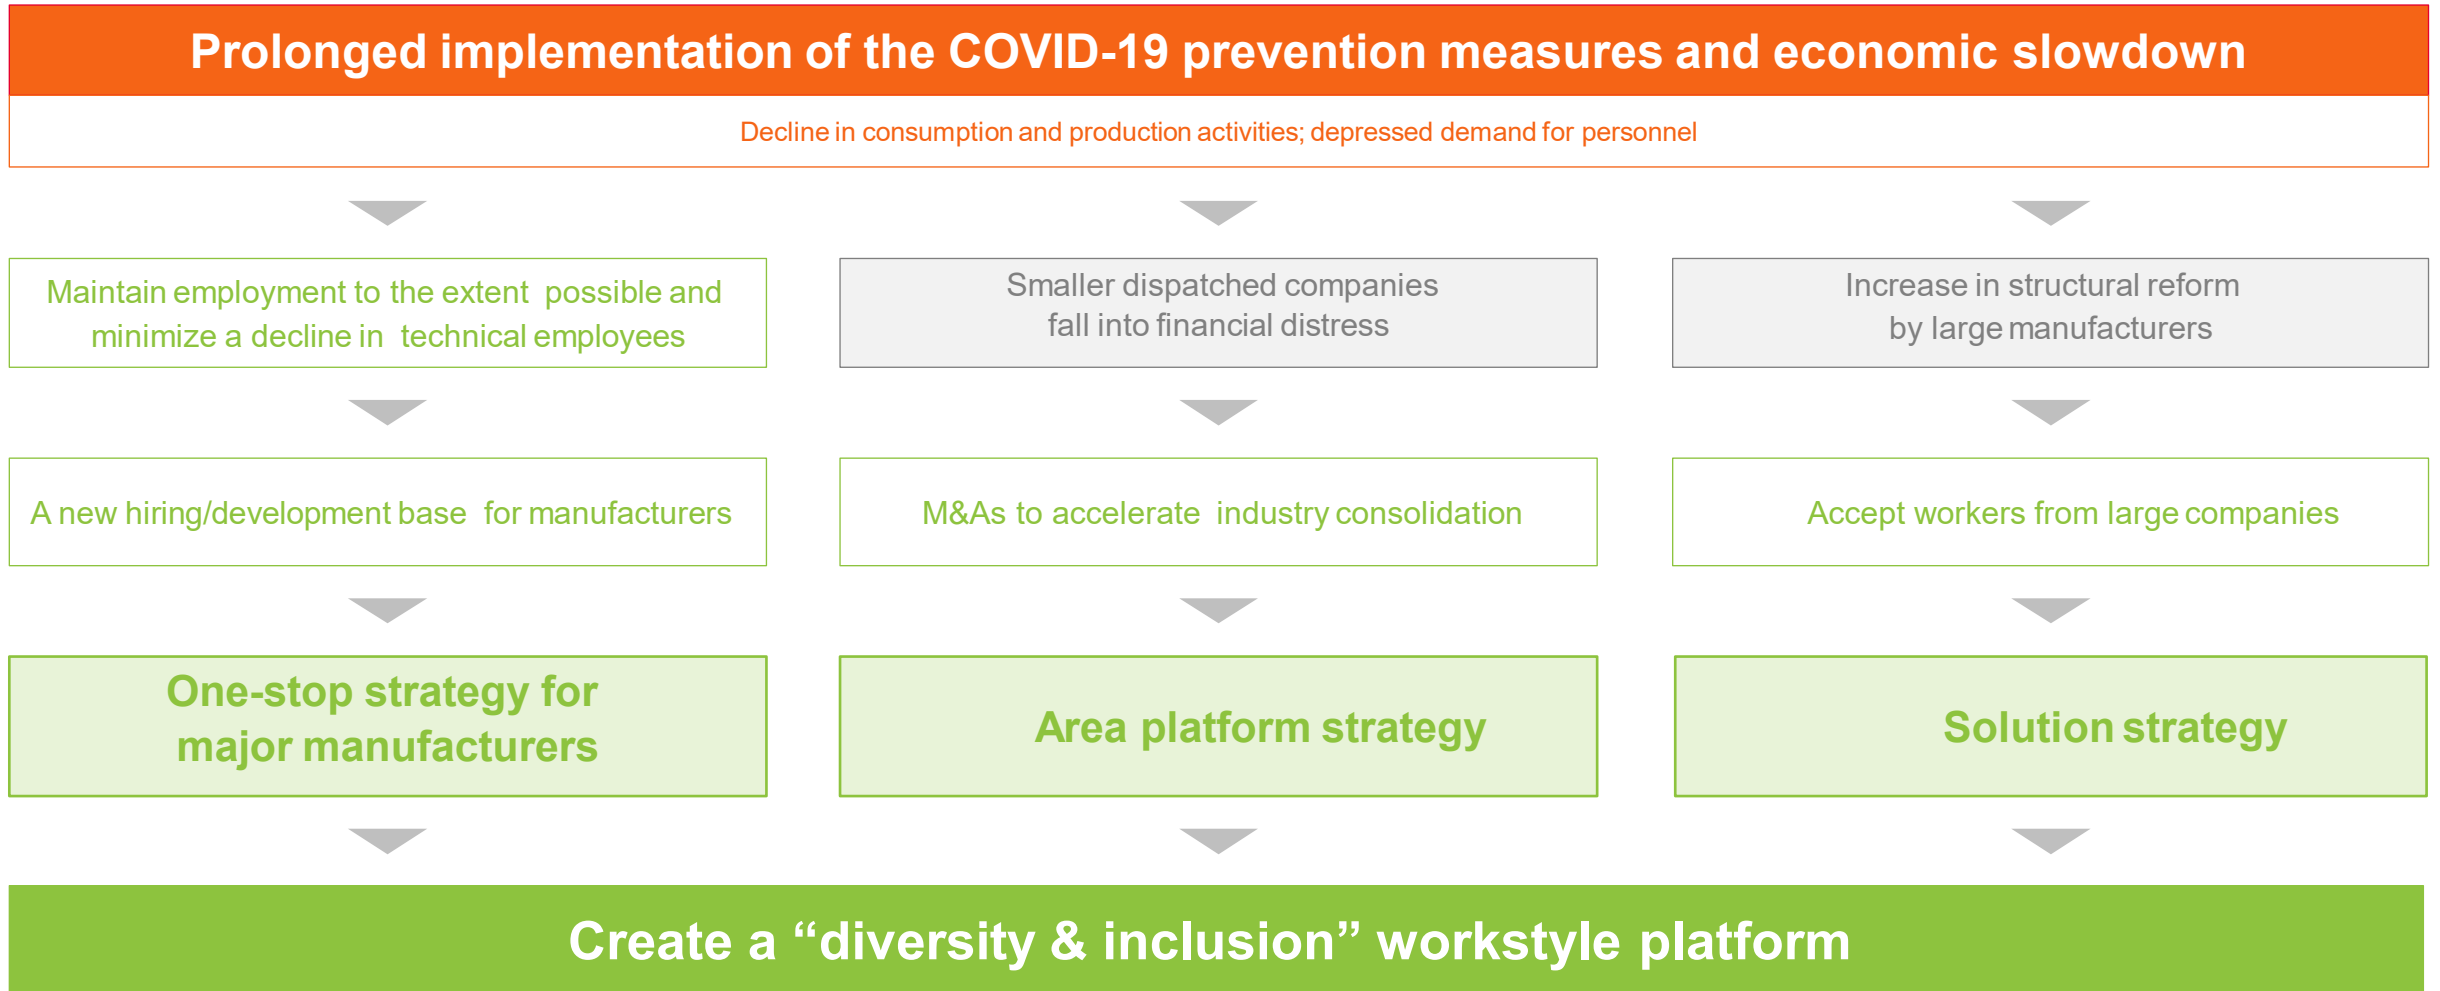 Prolonged implementation of the COVID-19 prevention measures and economic slowdown
Decline in consumption and production activities; depressed demand for personnel
Maintain employment to the extent possible and
minimize a decline in technical employees
Smaller dispatched companies
fall into financial distress
Increase in structural reform
by large manufacturers
A new hiring/development base for manufacturers
M&As to accelerate industry consolidation
Accept workers from large companies
One-stop strategy for
major manufacturers
Area platform strategy
Solution strategy
Create a “diversity & inclusion” workstyle platform